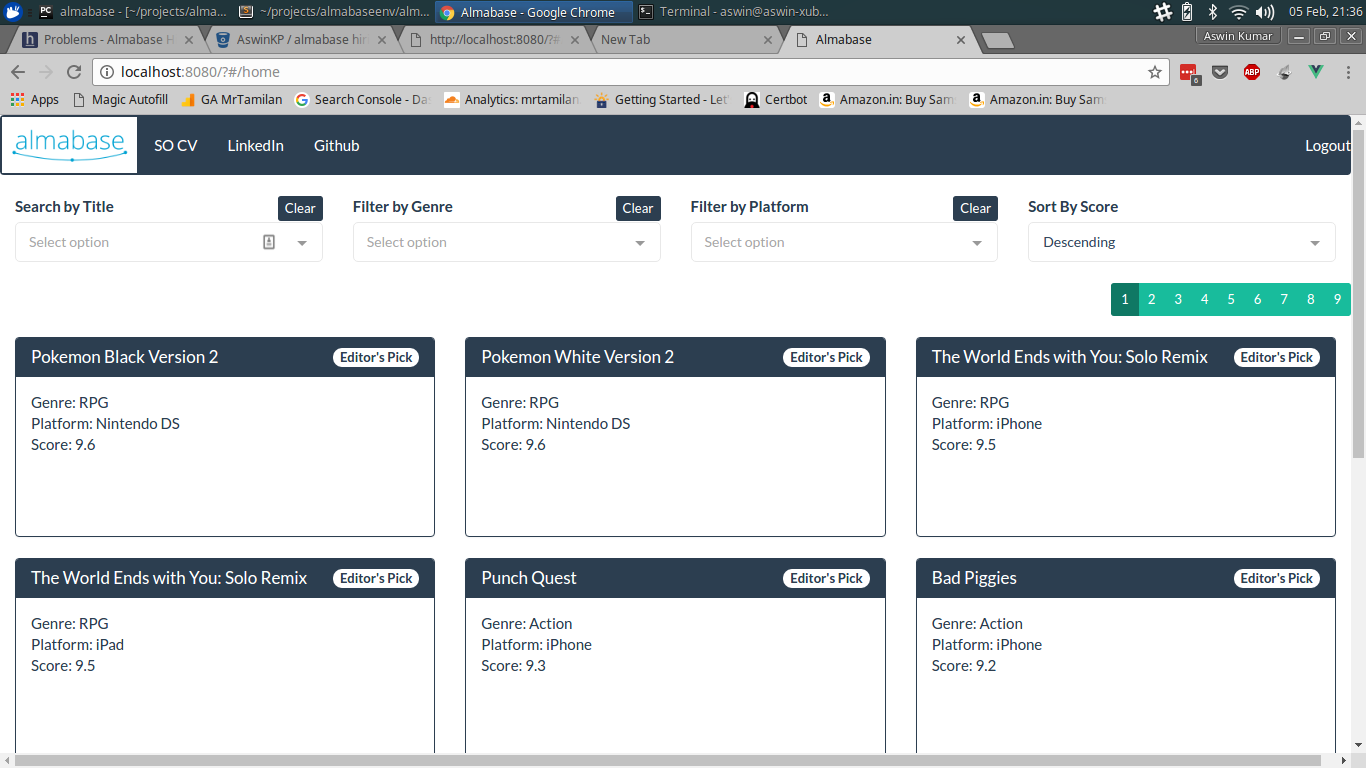 almabase - [~/projects/alma... ~/projects/almabaseenv/alm... Almabase - Google Chrome Terminal - aswin@aswin-xub... 05 Feb, 21:36
Problems - Almabase H AswinKP / almabase hiri http://localhost:8080/?# New Tab Almabase Aswin Kumar
localhost:8080/?#/home 6 ABP
Apps Magic Autofill GA MrTamilan Search Console - Da Analytics: mrtamilan. Getting Started - Let' Certbot Amazon.in: Buy Sam Amazon.in: Buy Sam
almabase SO CV LinkedIn Github Logout
Search by Title Clear Filter by Genre Clear Filter by Platform Clear Sort By Score
Select option Select option Select option Descending
1 2 3 4 5 6 7 8 9
Pokemon Black Version 2 Editor's Pick Pokemon White Version 2 Editor's Pick The World Ends with You: Solo Remix Editor's Pick
Genre: RPG Genre: RPG Genre: RPG
Platform: Nintendo DS Platform: Nintendo DS Platform: iPhone
Score: 9.6 Score: 9.6 Score: 9.5
The World Ends with You: Solo Remix Editor's Pick Punch Quest Editor's Pick Bad Piggies Editor's Pick
Genre: RPG Genre: Action Genre: Action
Platform: iPad Platform: iPhone Platform: iPhone
Score: 9.5 Score: 9.3 Score: 9.2